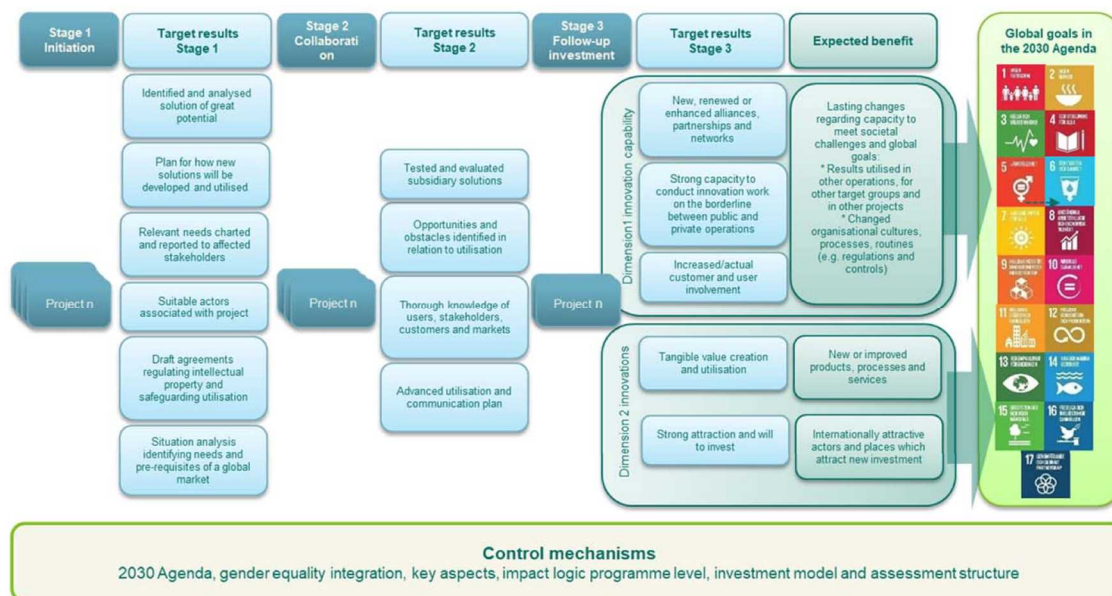 Stage 1
Initiation
Target results
Stage 1
Stage 2
Collaborati
on
Target results
Stage 2
Stage 3
Follow-up
investment
Target results
Stage 3
Expected benefit
Global goals in
the 2030 Agenda
Identified and analysed
solution of great
potential
Plan for how new
solutions will be
developed and utilised
Relevant needs charted
and reported to affected
stakeholders
Project n
Suitable actors
associated with project
Draft agreements
regulating intellectual
property and
safeguarding utilisation
Situation analysis
identifying needs and
pre-requisites of a global
market
Project n
Tested and evaluated
subsidiary solutions
Opportunities and
obstacles identified in
relation to utilisation
Thorough knowledge of
users, stakeholders,
customers and markets
Advanced utilisation and
communication plan
Project n
Dimension1 innovation capability
New, renewed or
enhanced alliances,
partnerships and
networks
Strong capacity to
conduct innovation work
on the borderline
between public and
private operations
Increased/actual
customer and user
involvement
Lasting changes
regarding capacity to
meet societal
challenges and global
goals:
* Results utilised in
other operations, for
other target groups and
in other projects
* Changed
organisational cultures,
processes, routines
(e.g. regulations and
controls)
Dimension 2 innovations
Tangible value creation
and utilisation
New or improved
products, processes and
services
Strong attraction and will
to invest
Internationally attractive
actors and places which
attract new investment
1
2
3
4
5
6
7
8
9
10
11
12
13
14
15
16
17
Control mechanisms
2030 Agenda, gender equality integration, key aspects, impact logic programme level, investment model and assessment structure